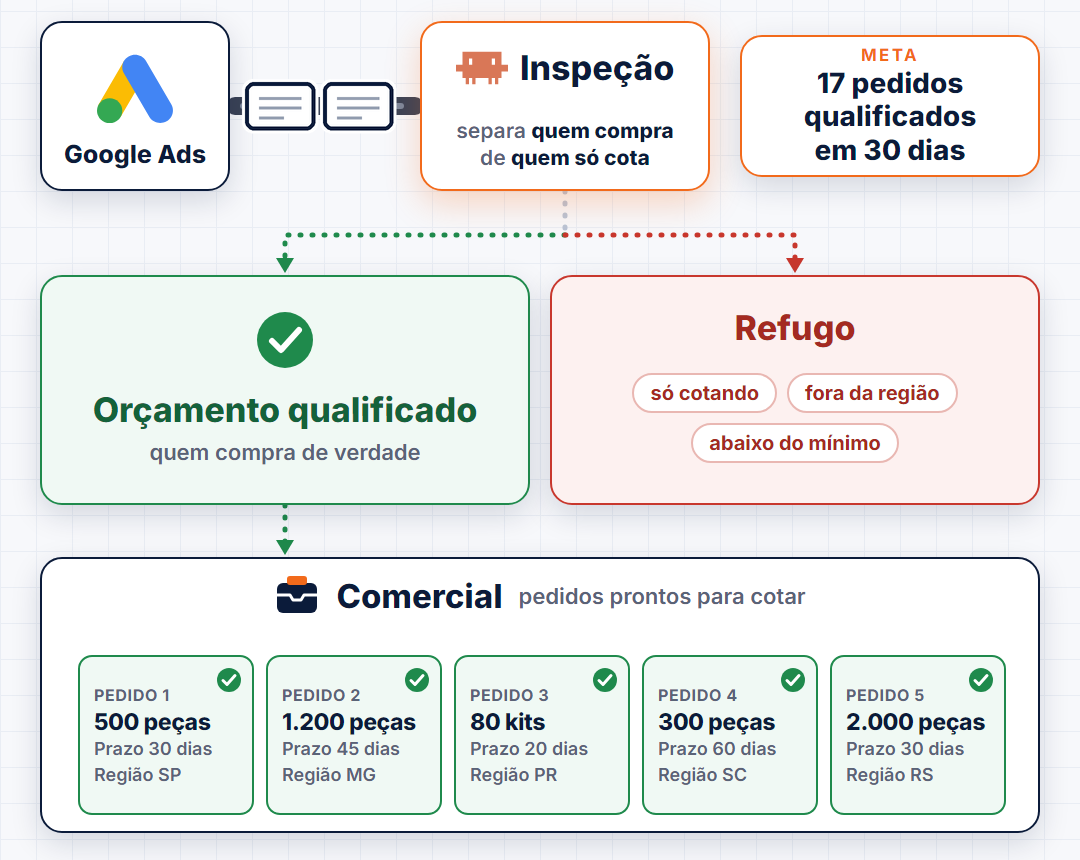 Google Ads
Inspeção
separa quem compra
de quem só cota
META
17 pedidos
qualificados
em 30 dias
Orçamento qualificado
quem compra de verdade
Refugo
só cotando
fora da região
abaixo do mínimo
Comercial
pedidos prontos para cotar
PEDIDO 1
500 peças
Prazo 30 dias
Região SP
PEDIDO 2
1.200 peças
Prazo 45 dias
Região MG
PEDIDO 3
80 kits
Prazo 20 dias
Região PR
PEDIDO 4
300 peças
Prazo 60 dias
Região SC
PEDIDO 5
2.000 peças
Prazo 30 dias
Região RS